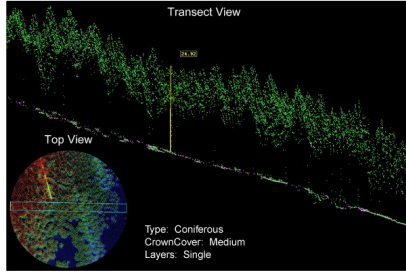 Transect View
24.92
Top View
Type: Coniferous
CrownCover: Medium
Layers: Single